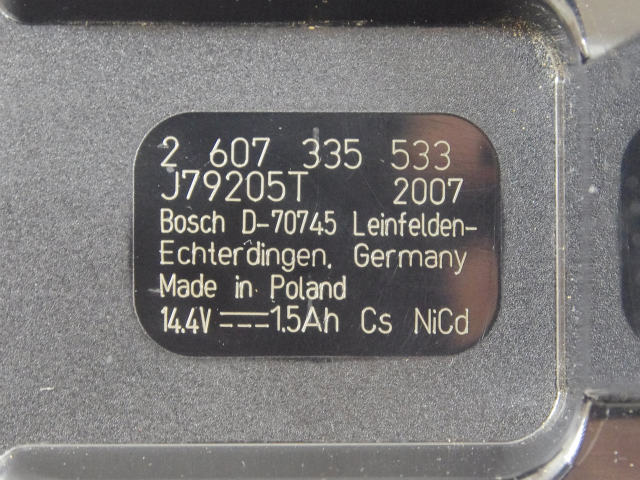 2 607 335 533
J79205T 2007
Bosch D-70745 Leinfelden-
Echterdingen, Germany
Made in Poland
14.4V ⎓ 1.5Ah Cs NiCd